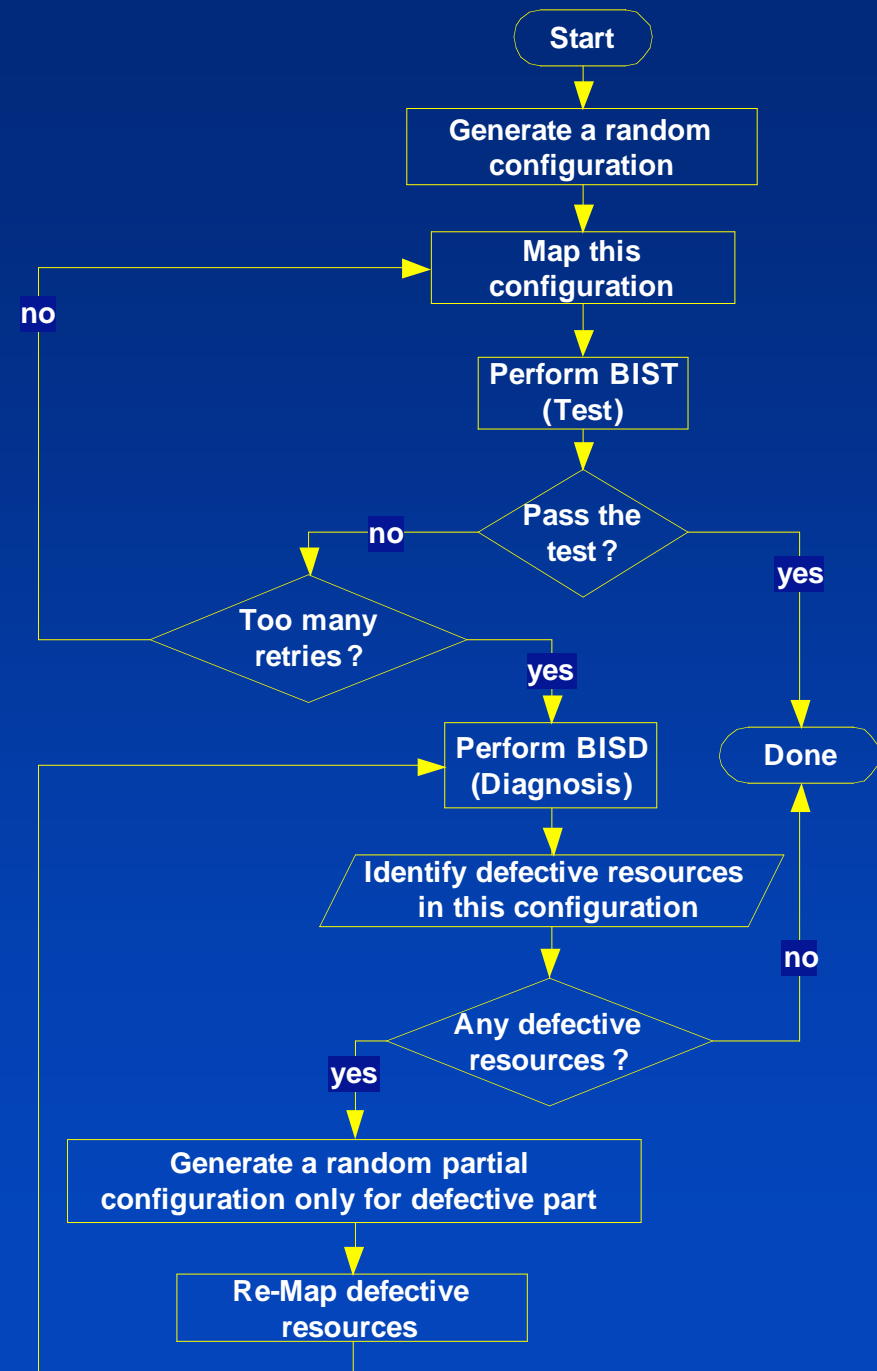 Start
Generate a random
configuration
Map this
configuration
no
Perform BIST
(Test)
Pass the
test ?
no
yes
Too many
retries ?
yes
Perform BISD
(Diagnosis)
Done
Identify defective resources
in this configuration
no
Any defective
resources ?
yes
Generate a random partial
configuration only for defective part
Re-Map defective
resources